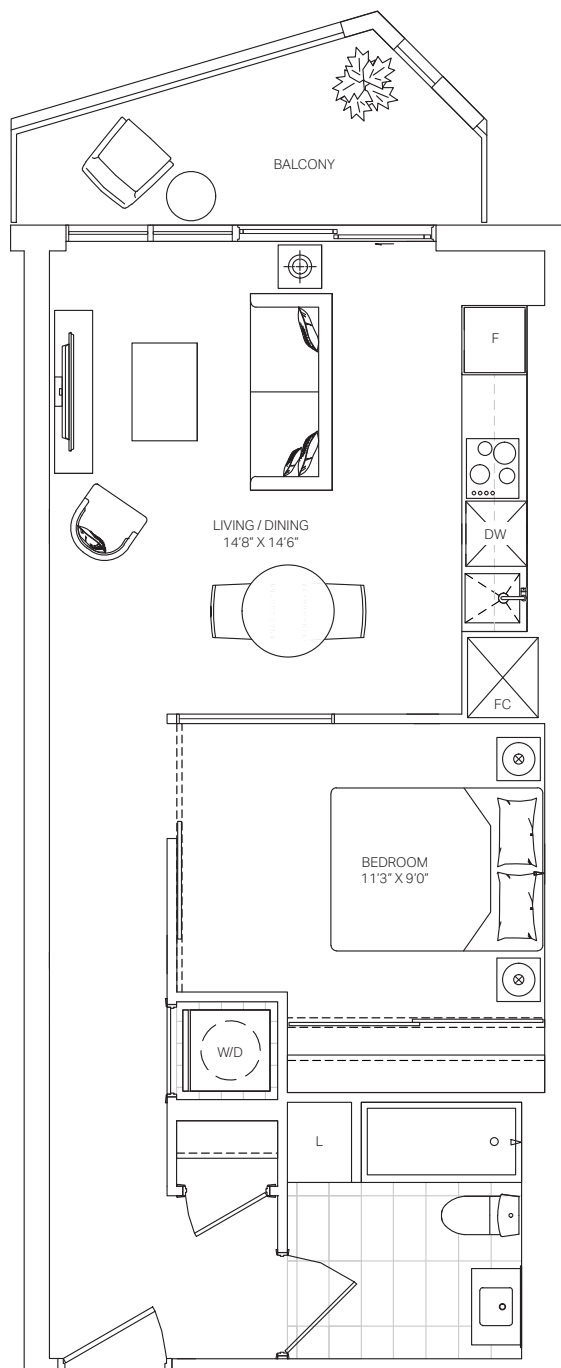 BALCONY
F
LIVING / DINING
14'8" X 14'6"
DW
FC
BEDROOM
11'3" X 9'0"
W/D
L